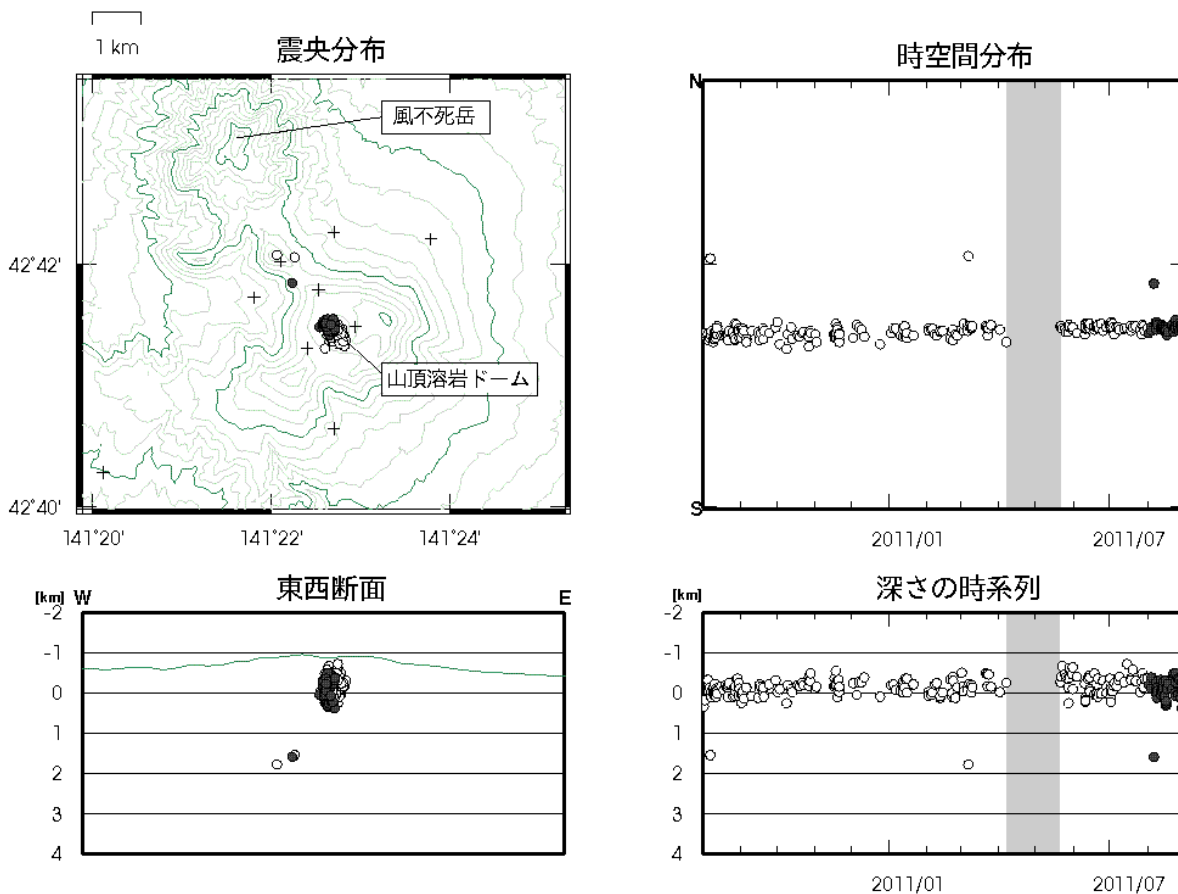 1 km
震央分布
風不死岳
山頂溶岩ドーム
42°42'
42°40'
141°20'
141°22'
141°24'
時空間分布
N
S
2011/01
2011/07
東西断面
[km]
W
E
-2
-1
0
1
2
3
4
深さの時系列
[km]
-2
-1
0
1
2
3
4
2011/01
2011/07